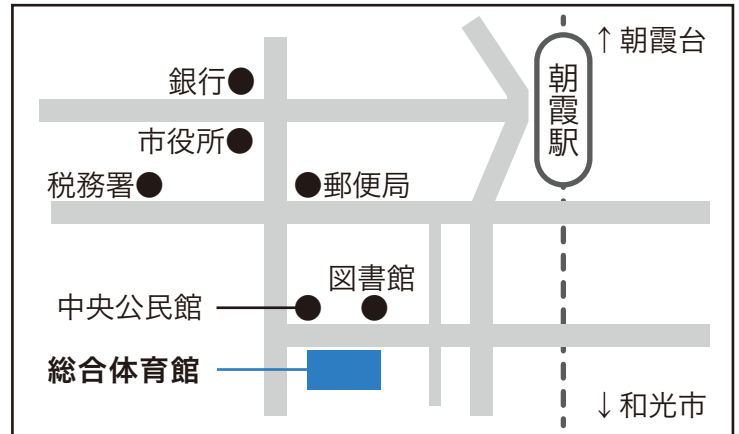 ↑朝霞台
朝霞駅
銀行
市役所
税務署
郵便局
図書館
中央公民館
総合体育館
↓和光市